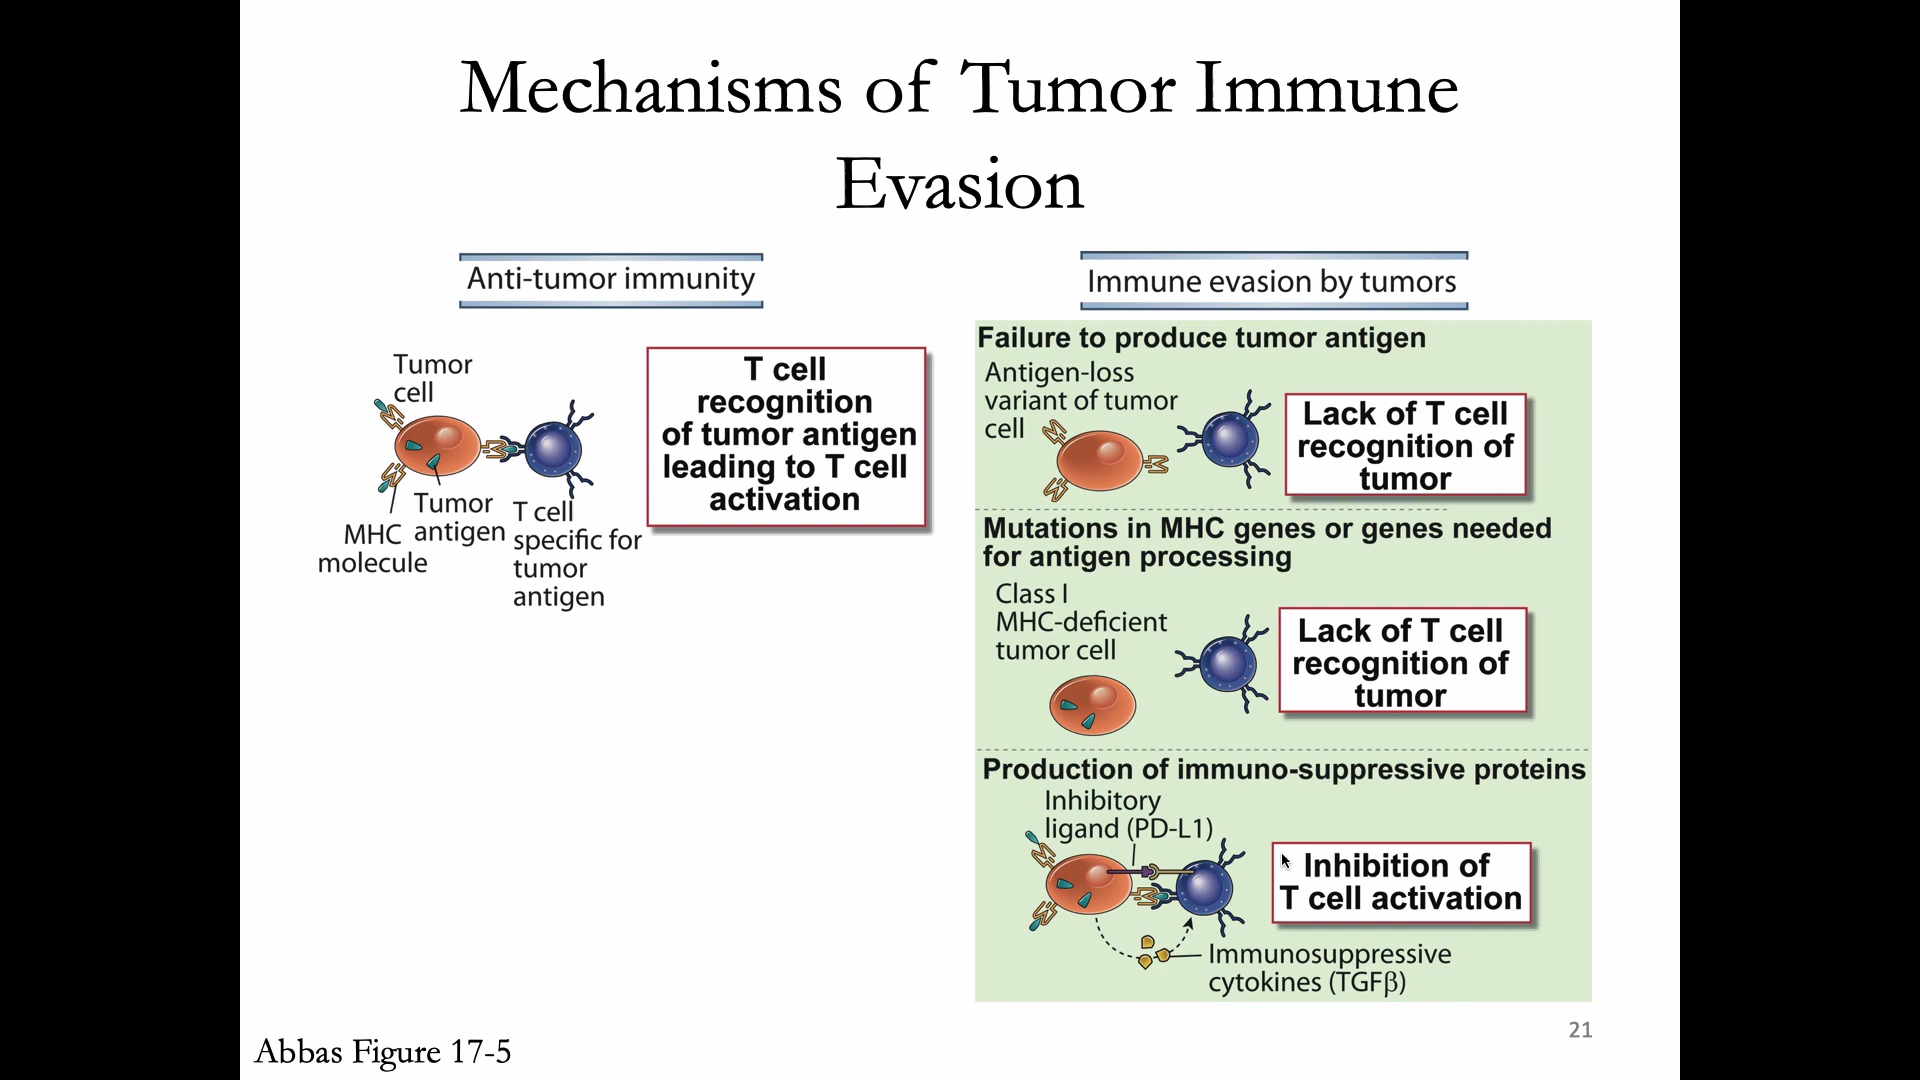 Mechanisms of Tumor Immune
Evasion
Anti-tumor immunity
Tumor
cell
MHC
molecule
Tumor
antigen
T cell
specific for
tumor
antigen
T cell
recognition
of tumor antigen
leading to T cell
activation
Immune evasion by tumors
Failure to produce tumor antigen
Antigen-loss
variant of tumor
cell
Lack of T cell
recognition of
tumor
Mutations in MHC genes or genes needed
for antigen processing
Class I
MHC-deficient
tumor cell
Lack of T cell
recognition of
tumor
Production of immuno-suppressive proteins
Inhibitory
ligand (PD-L1)
Inhibition of
T cell activation
Immunosuppressive
cytokines (TGFβ)
Abbas Figure 17-5
21